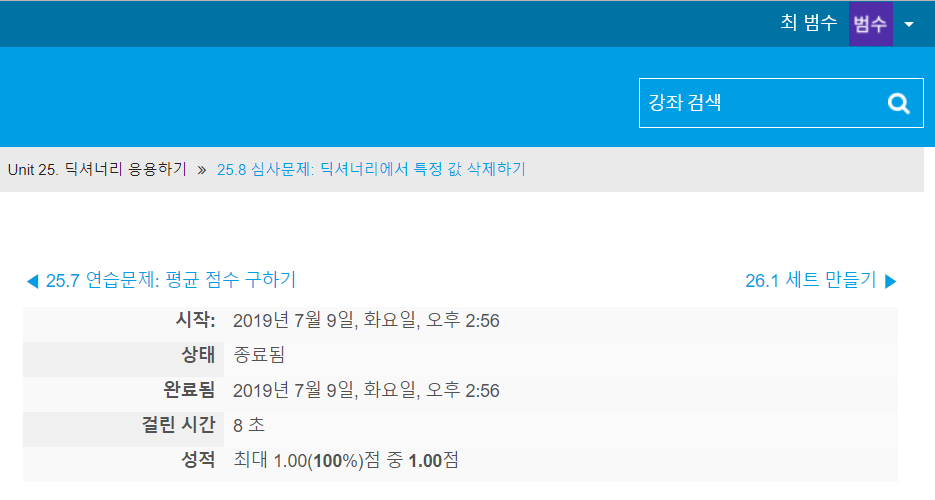 최 범수 범수
강좌 검색
Unit 25. 딕셔너리 응용하기 » 25.8 심사문제: 딕셔너리에서 특정 값 삭제하기
◀ 25.7 연습문제: 평균 점수 구하기 26.1 세트 만들기 ▶
시작: 2019년 7월 9일, 화요일, 오후 2:56
상태 종료됨
완료됨 2019년 7월 9일, 화요일, 오후 2:56
걸린 시간 8 초
성적 최대 1.00(100%)점 중 1.00점